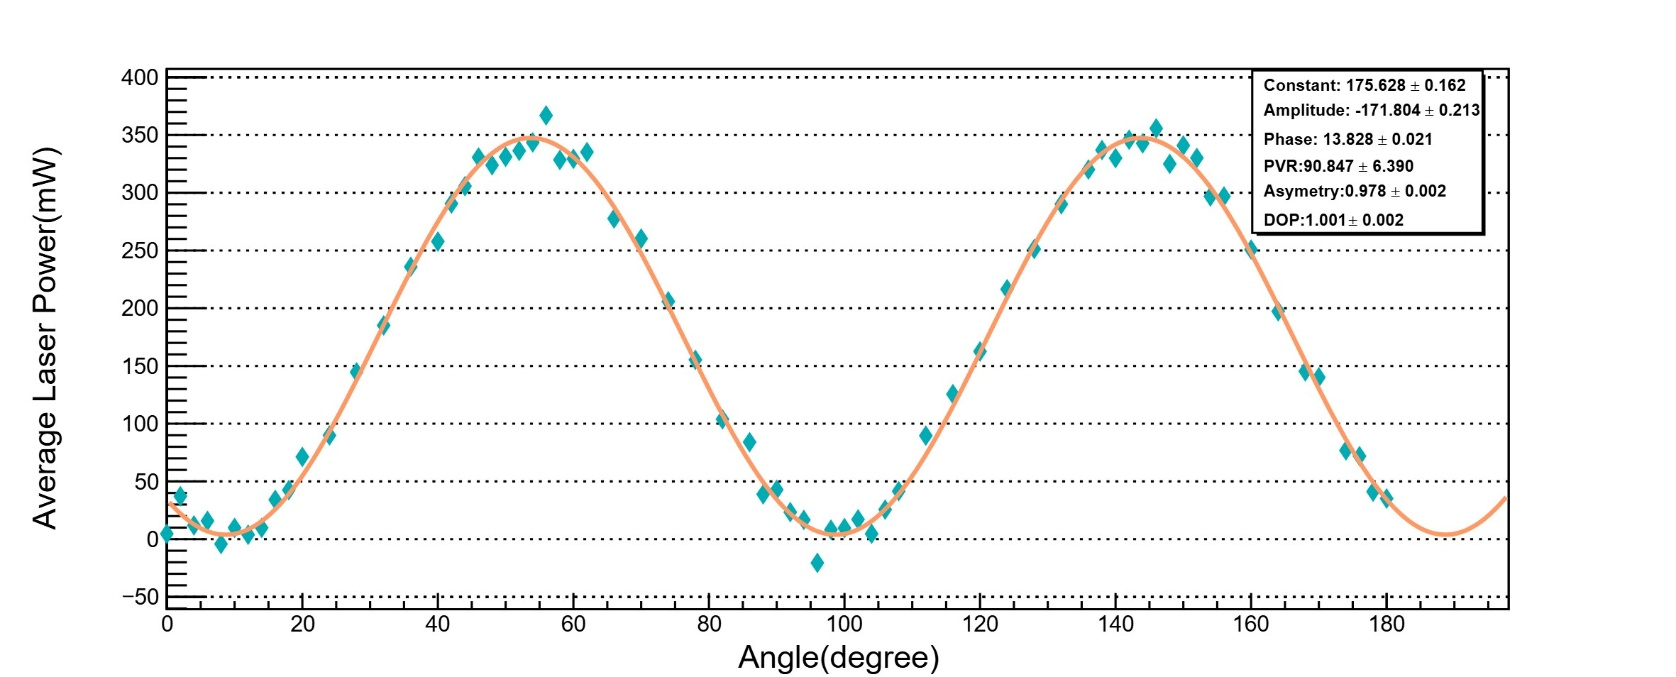 400
350
300
250
200
150
100
50
0
−50
0 20 40 60 80 100 120 140 160 180
Average Laser Power(mW)
Angle(degree)
Constant: 175.628 ± 0.162
Amplitude: -171.804 ± 0.213
Phase: 13.828 ± 0.021
PVR:90.847 ± 6.390
Asymetry:0.978 ± 0.002
DOP:1.001± 0.002